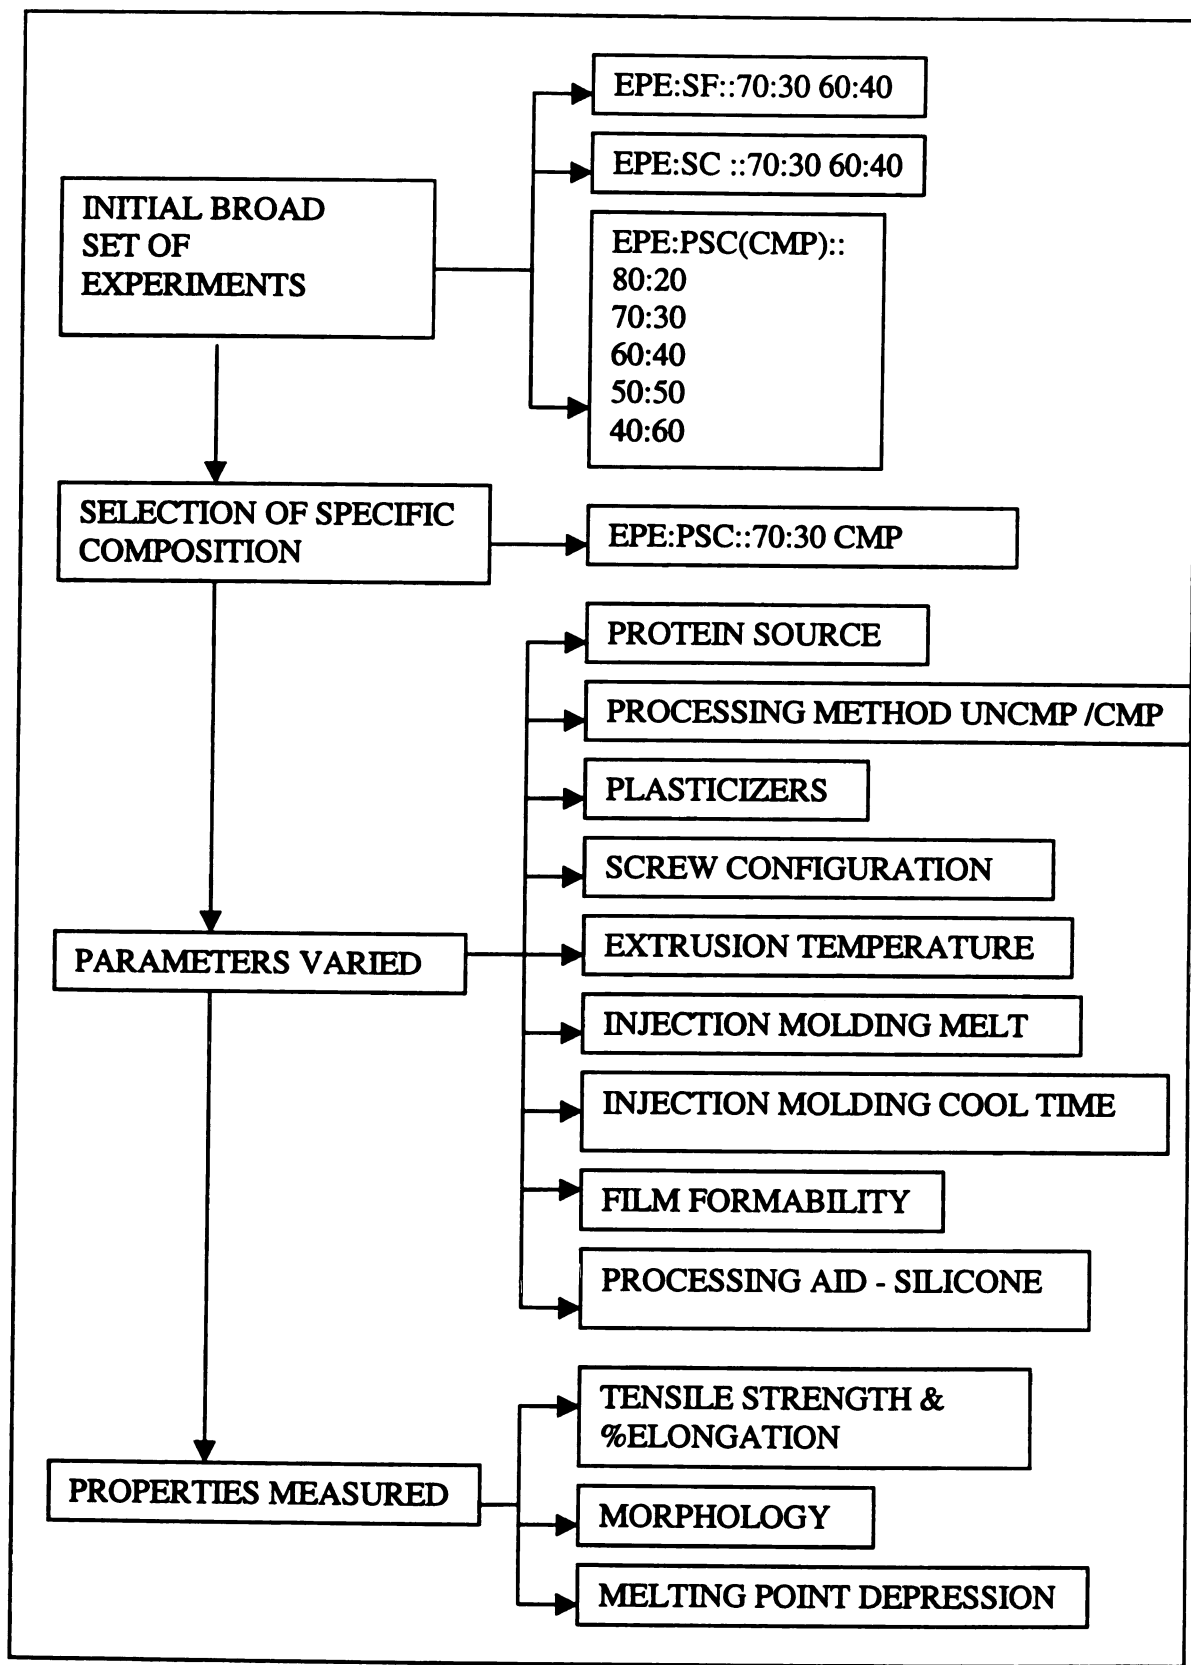 INITIAL BROAD
SET OF
EXPERIMENTS
EPE:SF::70:30 60:40
EPE:SC ::70:30 60:40
EPE:PSC(CMP)::
80:20
70:30
60:40
50:50
40:60
SELECTION OF SPECIFIC
COMPOSITION
EPE:PSC::70:30 CMP
PARAMETERS VARIED
PROTEIN SOURCE
PROCESSING METHOD UNCMP /CMP
PLASTICIZERS
SCREW CONFIGURATION
EXTRUSION TEMPERATURE
INJECTION MOLDING MELT
INJECTION MOLDING COOL TIME
FILM FORMABILITY
PROCESSING AID - SILICONE
PROPERTIES MEASURED
TENSILE STRENGTH &
%ELONGATION
MORPHOLOGY
MELTING POINT DEPRESSION